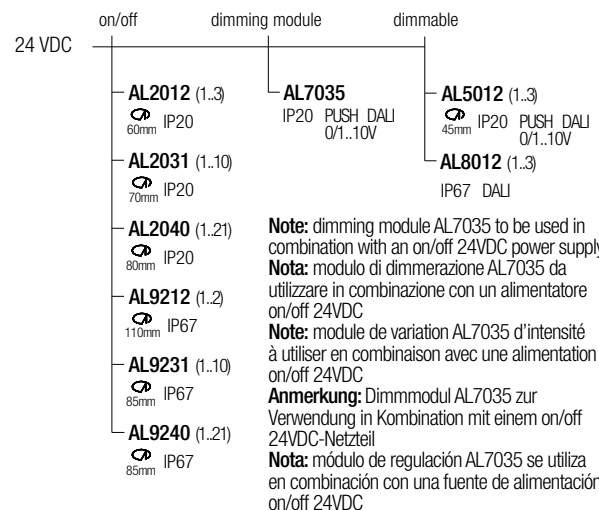 on/off
dimming module
dimmable
24 VDC
AL2012 (1..3)
60mm IP20
AL2031 (1..10)
70mm IP20
AL2040 (1..21)
80mm IP20
AL9212 (1..2)
110mm IP67
AL9231 (1..10)
85mm IP67
AL9240 (1..21)
85mm IP67
AL7035
IP20 PUSH DALI
0/1..10V
AL5012 (1..3)
45mm IP20 PUSH DALI
0/1..10V
AL8012 (1..3)
IP67 DALI
Note: dimming module AL7035 to be used in
combination with an on/off 24VDC power supply
Nota: modulo di dimmerazione AL7035 da
utilizzare in combinazione con un alimentatore
on/off 24VDC
Note: module de variation AL7035 d'intensité
à utiliser en combinaison avec une alimentation
on/off 24VDC
Anmerkung: Dimmmodul AL7035 zur
Verwendung in Kombination mit einem on/off
24VDC-Netzteil
Nota: módulo de regulación AL7035 se utiliza
en combinación con una fuente de alimentación
on/off 24VDC